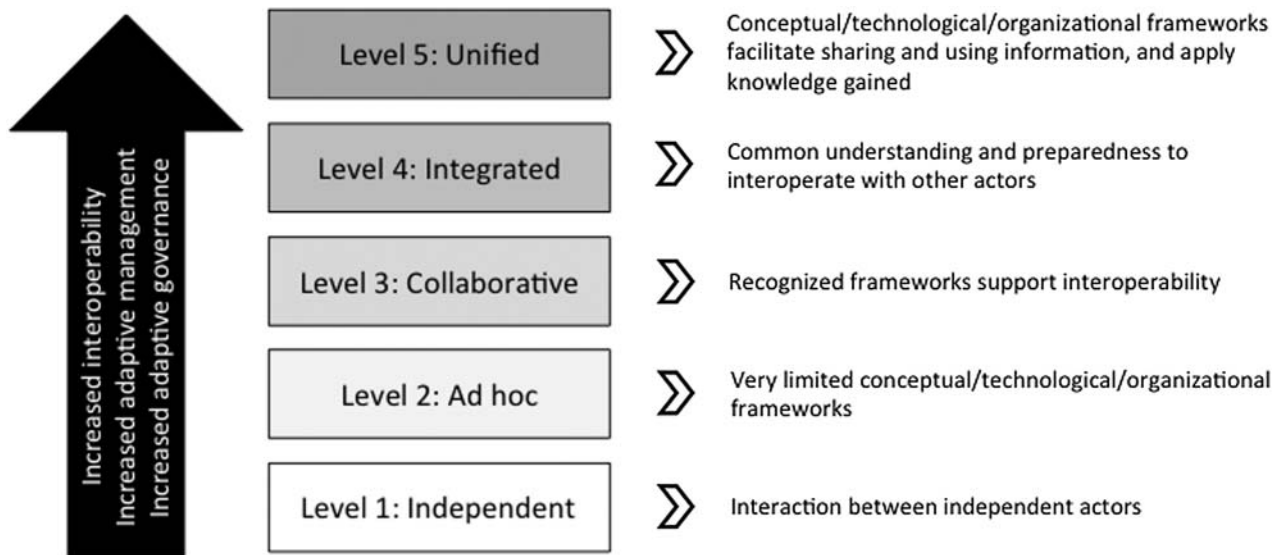 Increased interoperability
Increased adaptive management
Increased adaptive governance
Level 5: Unified
Conceptual/technological/organizational frameworks
facilitate sharing and using information, and apply
knowledge gained
Level 4: Integrated
Common understanding and preparedness to
interoperate with other actors
Level 3: Collaborative
Recognized frameworks support interoperability
Level 2: Ad hoc
Very limited conceptual/technological/organizational
frameworks
Level 1: Independent
Interaction between independent actors